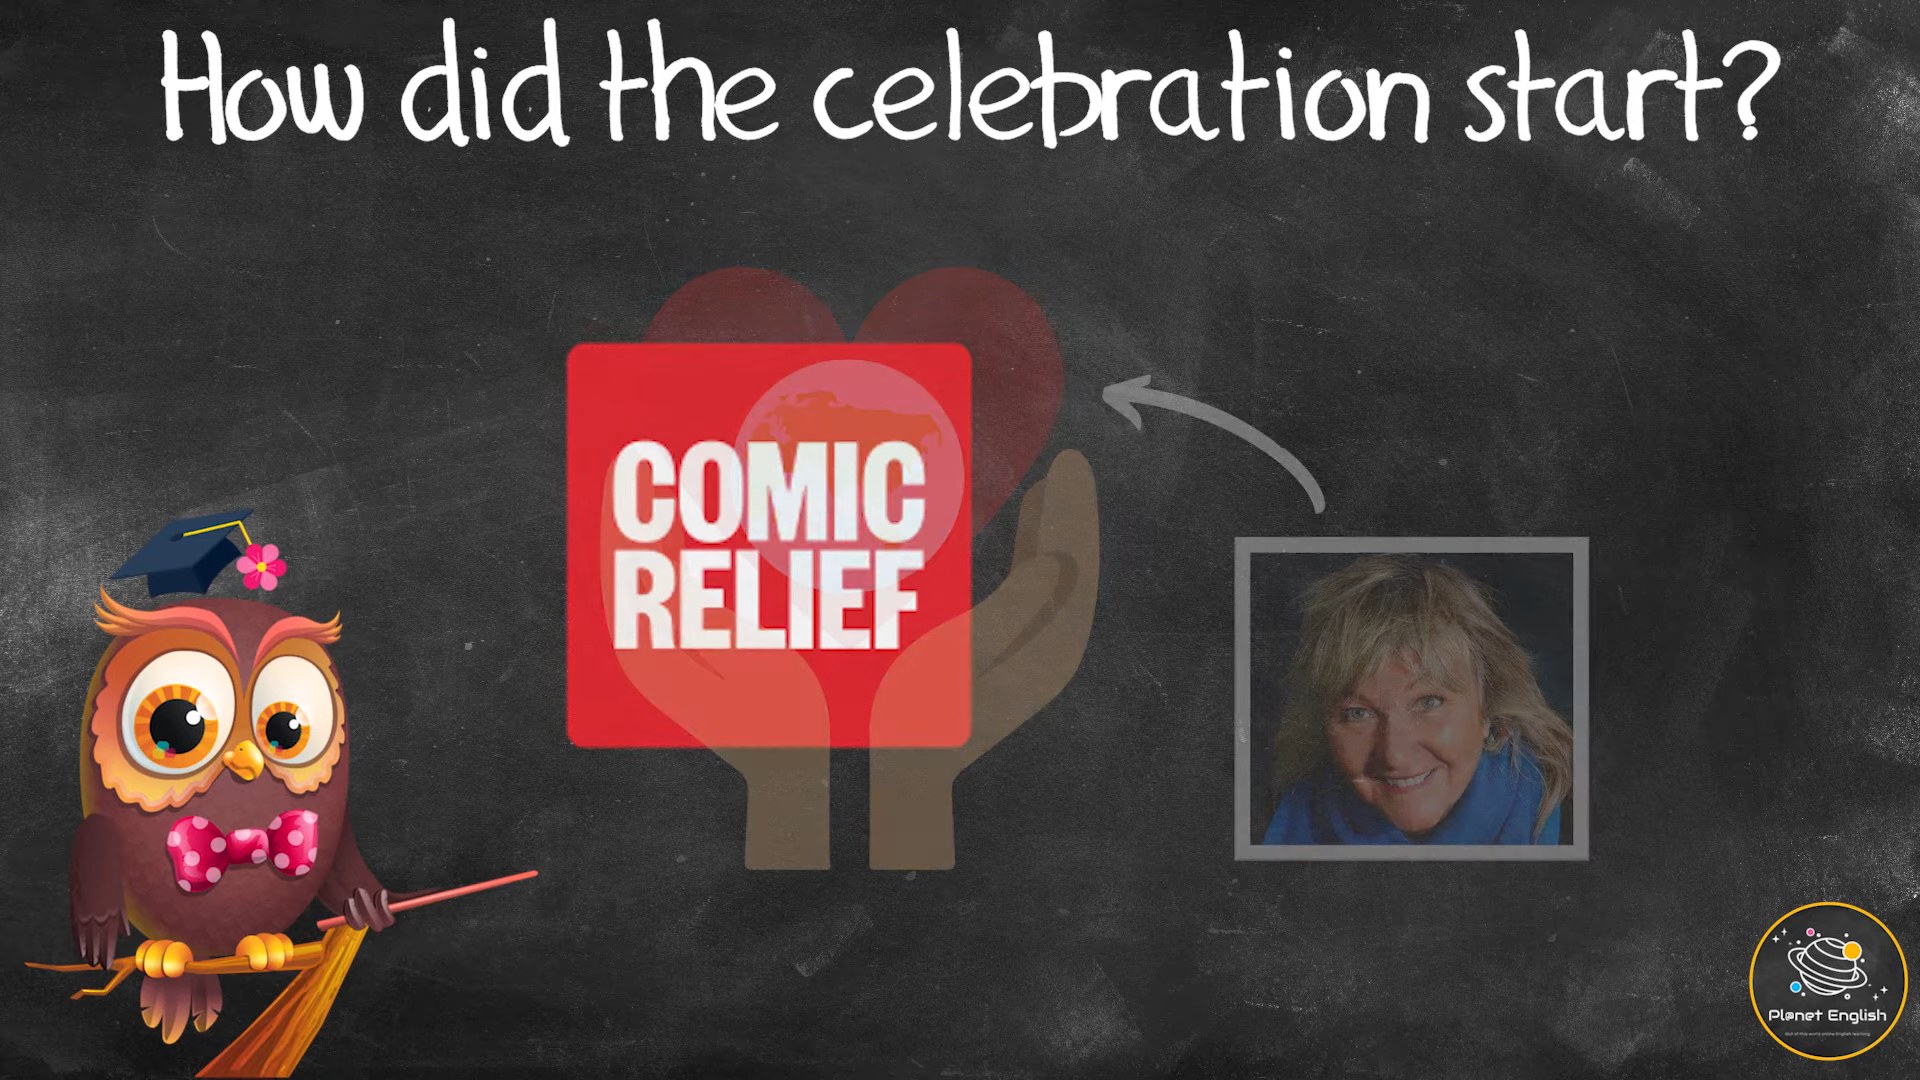 How did the celebration start?
COMIC
RELIEF
Planet English